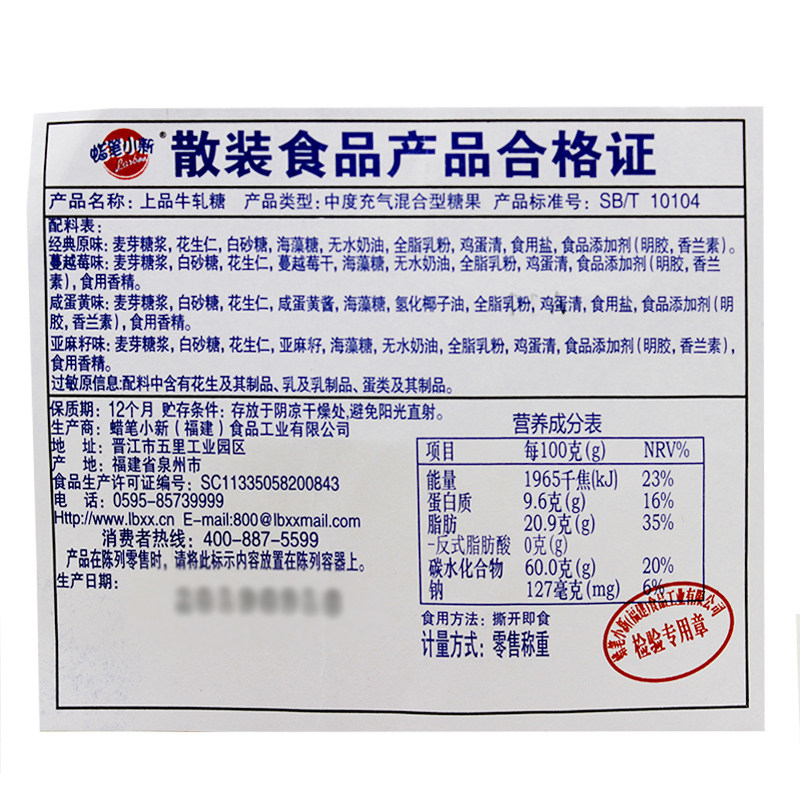 蜡笔小新
Larbee
®
散装食品产品合格证
产品名称：上品牛轧糖 产品类型：中度充气混合型糖果 产品标准号：SB/T 10104
配料表：
经典原味：麦芽糖浆，花生仁，白砂糖，海藻糖，无水奶油，全脂乳粉，鸡蛋清，食用盐，食品添加剂（明胶，香兰素）。
蔓越莓味：麦芽糖浆，白砂糖，花生仁，蔓越莓干，海藻糖，无水奶油，全脂乳粉，鸡蛋清，食品添加剂（明胶，香兰
素），食用香精。
咸蛋黄味：麦芽糖浆，白砂糖，花生仁，咸蛋黄酱，海藻糖，氢化椰子油，全脂乳粉，鸡蛋清，食用盐，食品添加剂（明
胶，香兰素），食用香精。
亚麻籽味：麦芽糖浆，白砂糖，花生仁，亚麻籽，海藻糖，无水奶油，全脂乳粉，鸡蛋清，食品添加剂（明胶，香兰素），
食用香精。
过敏原信息:配料中含有花生及其制品、乳及乳制品、蛋类及其制品。
保质期：12个月 贮存条件：存放于阴凉干燥处,避免阳光直射。
生产商：蜡笔小新（福建）食品工业有限公司
地 址：晋江市五里工业园区
产 地：福建省泉州市
食品生产许可证编号：SC11335058200843
电 话：0595-85739999
Http://www.lbxx.cn E-mail:800@lbxxmail.com
消费者热线：400-887-5599
产品在陈列零售时，请将此标示内容放置在陈列容器上。
生产日期：
营养成分表
项目 每100克(g) NRV%
能量 1965千焦(kJ) 23%
蛋白质 9.6克(g) 16%
脂肪 20.9克(g) 35%
-反式脂肪酸 0克(g)
碳水化合物 60.0克(g) 20%
钠 127毫克(mg) 6%
食用方法：撕开即食
计量方式：零售称重
蜡笔小新(福建)食品工业有限公司
检验专用章